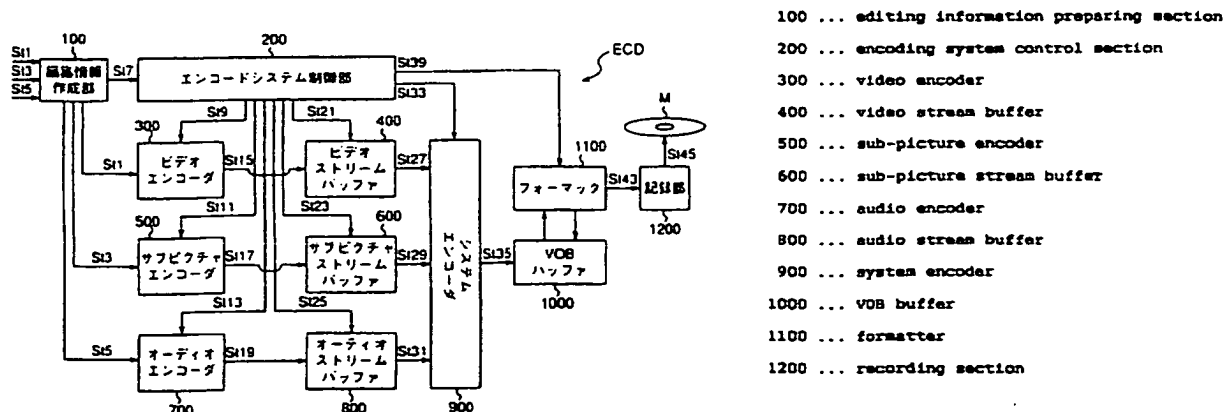 100
200
ECD
St1
St3
St5
編集情報
作成部
St7
エンコードシステム制御部
St39
St33
St9
St21
300
400
M
St1
ビデオ
エンコーダ
St15
ビデオ
ストリーム
バッファ
St27
1100
St45
フォーマッタ
St43
記録部
1200
St11
St23
500
600
St3
サブピクチャ
エンコーダ
St17
サブピクチャ
ストリーム
バッファ
St29
システム
エンコーダ
St35
VOB
バッファ
1000
St13
St25
St5
オーディオ
エンコーダ
St19
オーディオ
ストリーム
バッファ
St31
700
800
900
100 ... editing information preparing section
200 ... encoding system control section
300 ... video encoder
400 ... video stream buffer
500 ... sub-picture encoder
600 ... sub-picture stream buffer
700 ... audio encoder
800 ... audio stream buffer
900 ... system encoder
1000 ... VOB buffer
1100 ... formatter
1200 ... recording section